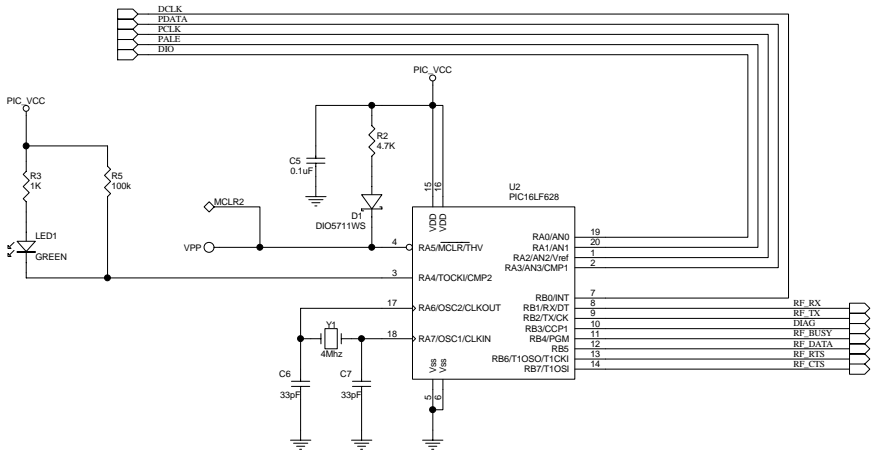 DCLK
PDATA
PCLK
PALE
DIO
PIC_VCC
PIC_VCC
R3
1K
R5
100k
LED1
GREEN
C5
0.1uF
R2
4.7K
D1
DIO5711WS
MCLR2
VPP
U2
PIC16LF628
15
16
VDD
VDD
4
RA5/MCLR/THV
3
RA4/TOCKI/CMP2
17
RA6/OSC2/CLKOUT
18
RA7/OSC1/CLKIN
Y1
4Mhz
C6
33pF
C7
33pF
Vss
Vss
5
6
RA0/AN0
19
RA1/AN1
20
RA2/AN2/Vref
1
RA3/AN3/CMP1
2
RB0/INT
7
RB1/RX/DT
8
RF_RX
RB2/TX/CK
9
RF_TX
RB3/CCP1
10
DIAG
RB4/PGM
11
RF_BUSY
RB5
12
RF_DATA
RB6/T1OSO/T1CKI
13
RF_RTS
RB7/T1OSI
14
RF_CTS